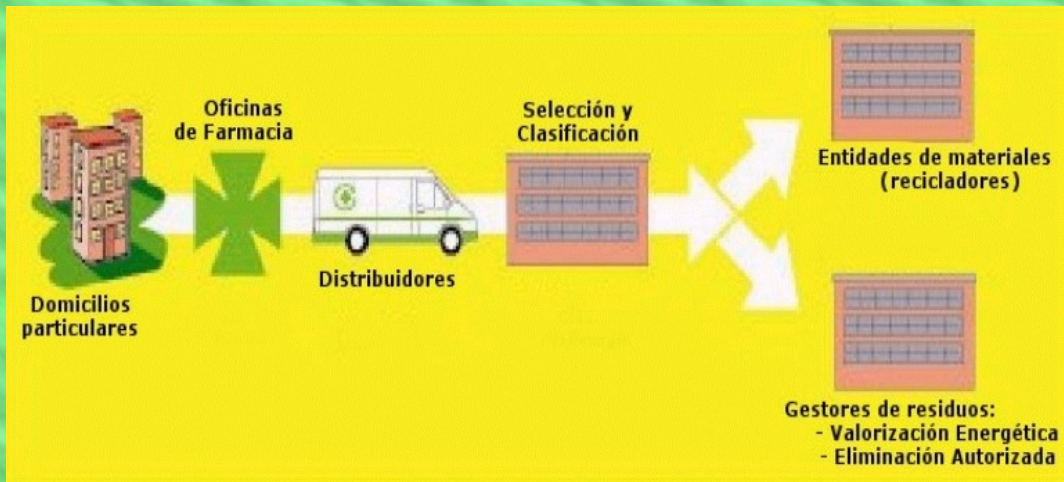 Oficinas
de Farmacia
Selección y
Clasificación
Entidades de materiales
(recicladores)
Distribuidores
Domicilios
particulares
Gestores de residuos:
- Valorización Energética
- Eliminación Autorizada